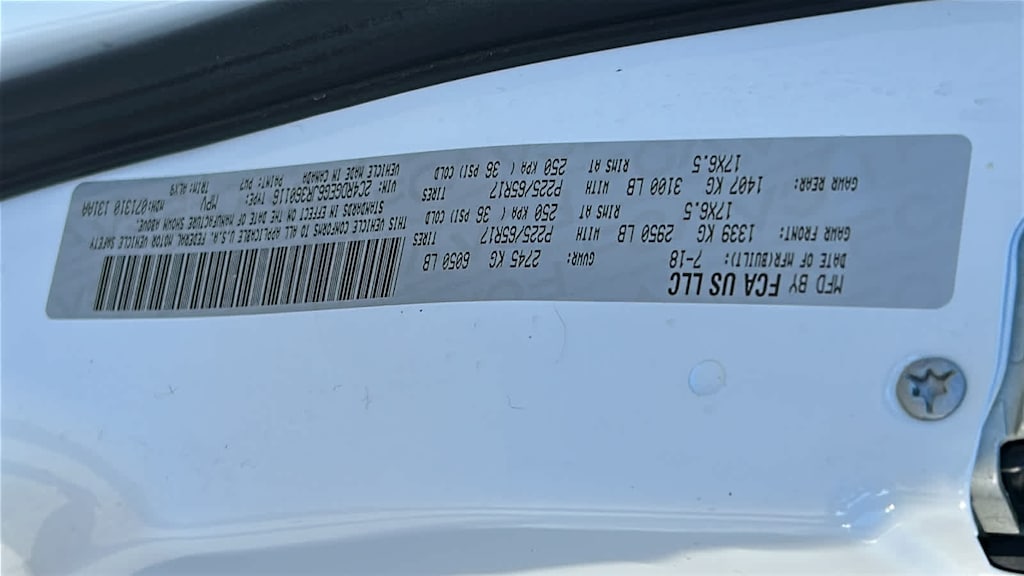 MFD BY FCA US LLC
DATE OF MFR(BUILT): 7-18 GVWR: 2745 KG 6050 LB
GAWR FRONT: 1339 KG 2950 LB WITH P225/65R17 TIRES
17X6.5 RIMS AT 250 KPA ( 36 PSI) COLD
GAWR REAR: 1407 KG 3100 LB WITH P225/65R17 TIRES
17X6.5 RIMS AT 250 KPA ( 36 PSI) COLD
THIS VEHICLE CONFORMS TO ALL APPLICABLE U.S.A. FEDERAL MOTOR VEHICLE SAFETY
STANDARDS IN EFFECT ON THE DATE OF MANUFACTURE SHOWN ABOVE.
VIN: TYPE: MPV MDH:071310
VEHICLE MADE IN CANADA PAINT: PW7 TRIM: